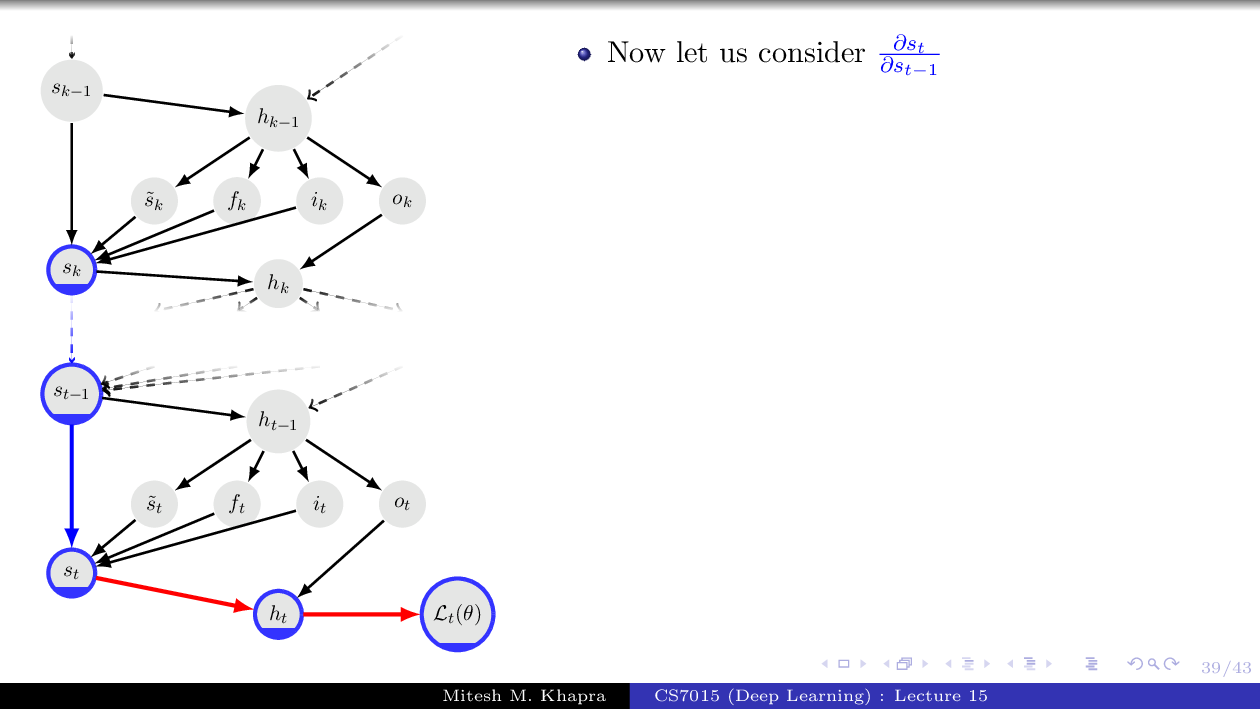 Now let us consider ∂s_t/∂s_{t−1}
s_{k−1}
h_{k−1}
s̃_k f_k i_k o_k
s_k
h_k
s_{t−1}
h_{t−1}
s̃_t f_t i_t o_t
s_t
h_t ℒ_t(θ)
39/43
Mitesh M. Khapra CS7015 (Deep Learning) : Lecture 15